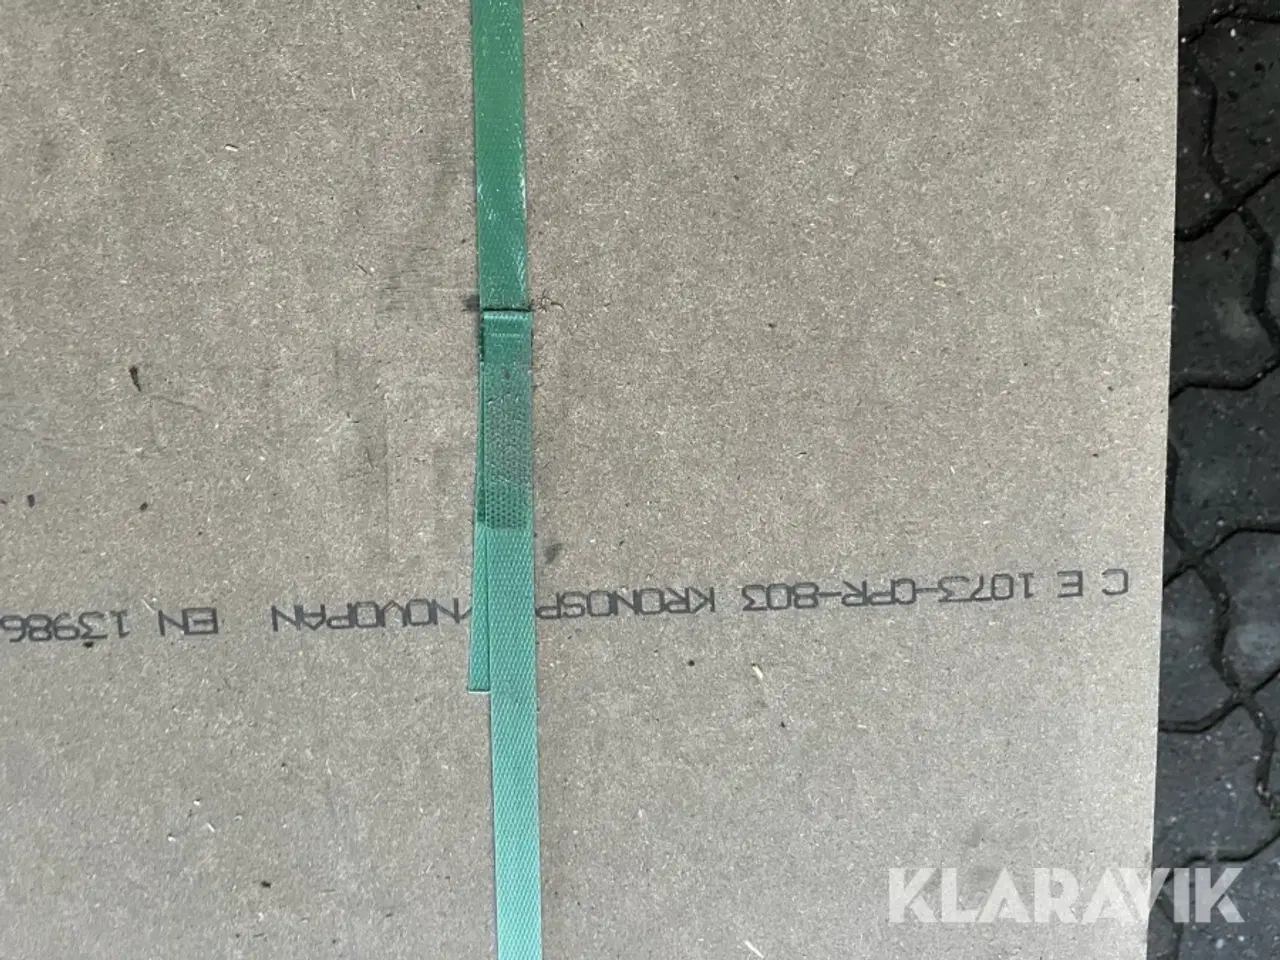 C E 1073-CPR-803 KRONOSP NOVOPAN EN 13986
KLARAVIK